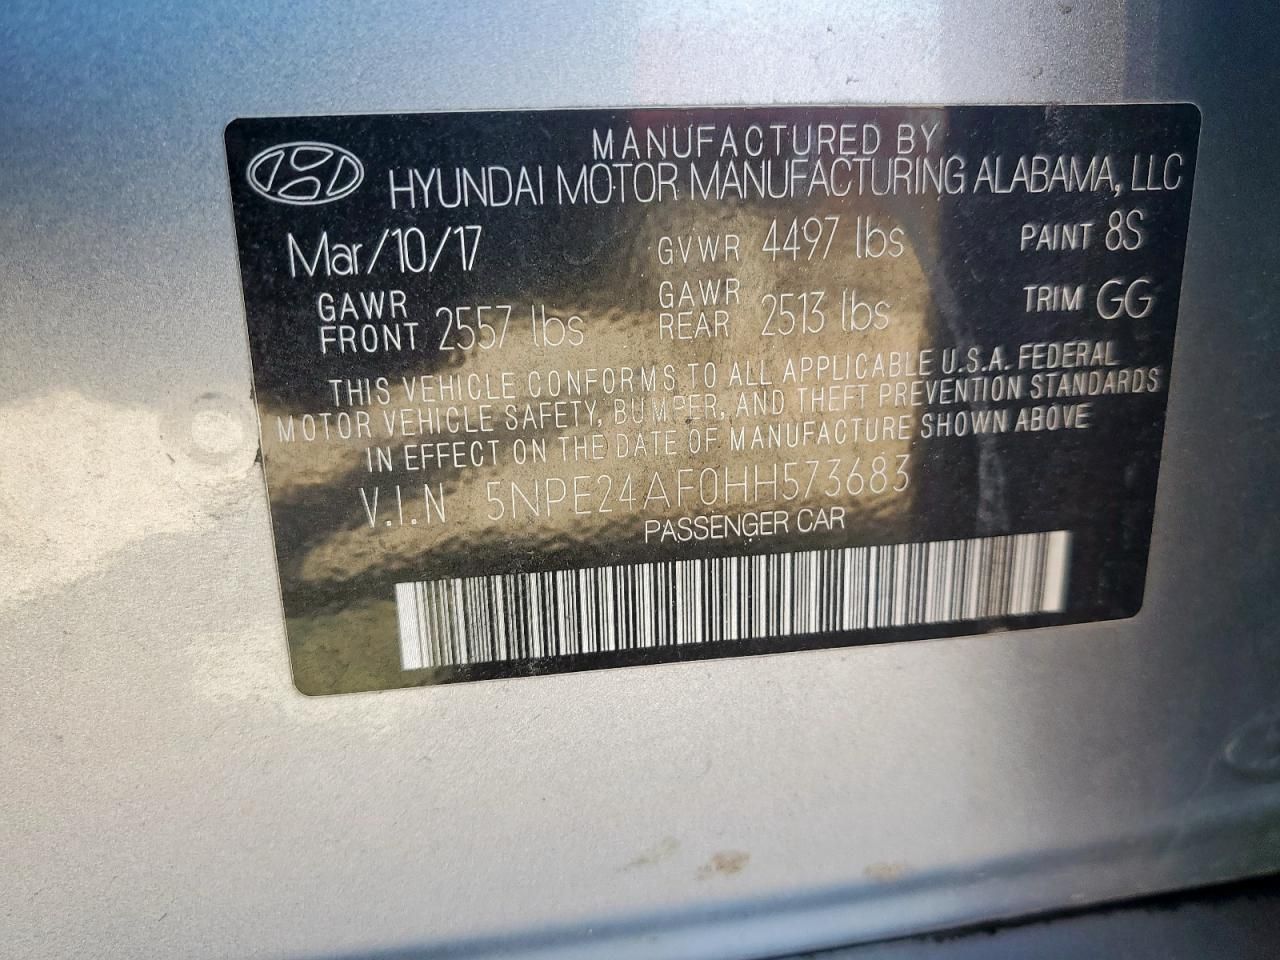 MANUFACTURED BY
HYUNDAI MOTOR MANUFACTURING ALABAMA, LLC
Mar/10/17 GVWR 4497 lbs PAINT 8S
GAWR FRONT 2557 lbs GAWR REAR 2513 lbs TRIM GG
THIS VEHICLE CONFORMS TO ALL APPLICABLE U.S.A. FEDERAL
MOTOR VEHICLE SAFETY, BUMPER, AND THEFT PREVENTION STANDARDS
IN EFFECT ON THE DATE OF MANUFACTURE SHOWN ABOVE
V.I.N 5NPE24AF0HH573683
PASSENGER CAR